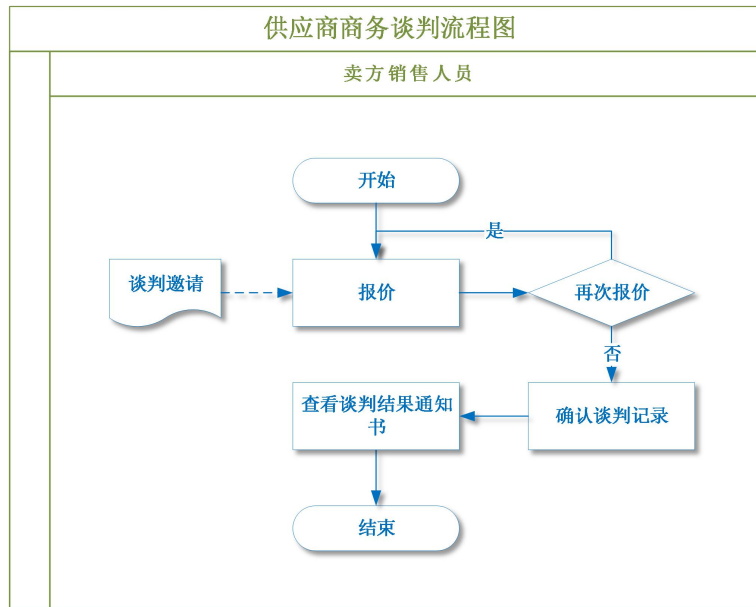 供应商商务谈判流程图
卖方销售人员
开始
是
谈判邀请
报价
再次报价
否
查看谈判结果通知
书
确认谈判记录
结束